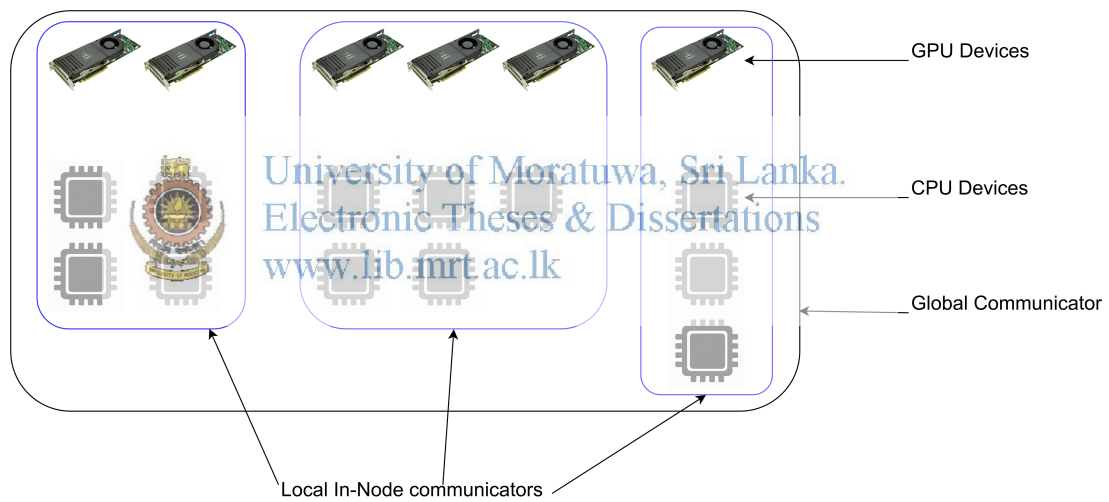 GPU Devices
University of Moratuwa, Sri Lanka.
CPU Devices
Electronic Theses & Dissertations
www.lib.mrt.ac.lk
Global Communicator
Local In-Node communicators